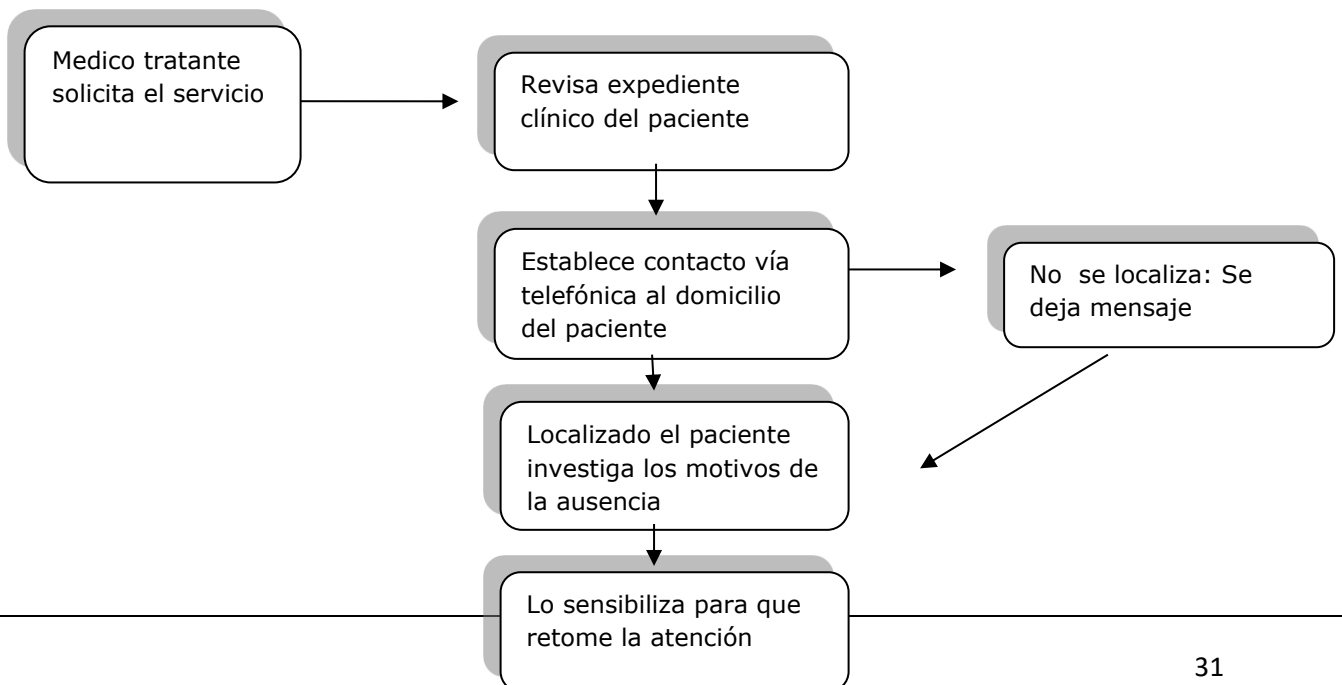 Medico tratante
solicita el servicio
Revisa expediente
clínico del paciente
Establece contacto vía
telefónica al domicilio
del paciente
No se localiza: Se
deja mensaje
Localizado el paciente
investiga los motivos de
la ausencia
Lo sensibiliza para que
retome la atención
31